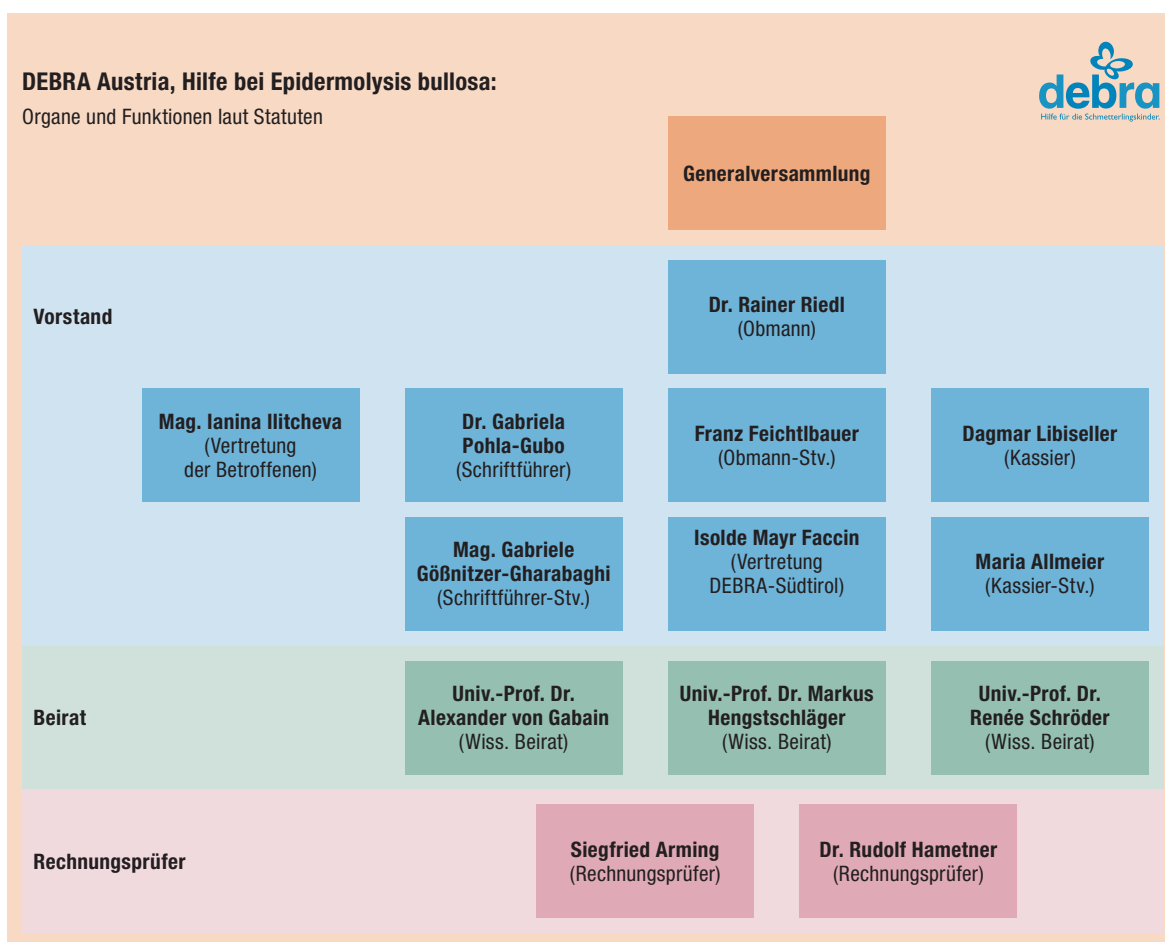 DEBRA Austria, Hilfe bei Epidermolysis bullosa:
Organe und Funktionen laut Statuten
debra
Hilfe für die Schmetterlingskinder.
Generalversammlung
Vorstand
Dr. Rainer Riedl
(Obmann)
Mag. Ianina Ilitcheva
(Vertretung
der Betroffenen)
Dr. Gabriela
Pohla-Gubo
(Schriftführer)
Franz Feichtlbauer
(Obmann-Stv.)
Dagmar Libiseller
(Kassier)
Mag. Gabriele
Gößnitzer-Gharabaghi
(Schriftführer-Stv.)
Isolde Mayr Faccin
(Vertretung
DEBRA-Südtirol)
Maria Allmeier
(Kassier-Stv.)
Beirat
Univ.-Prof. Dr.
Alexander von Gabain
(Wiss. Beirat)
Univ.-Prof. Dr. Markus
Hengstschläger
(Wiss. Beirat)
Univ.-Prof. Dr.
Renée Schröder
(Wiss. Beirat)
Rechnungsprüfer
Siegfried Arming
(Rechnungsprüfer)
Dr. Rudolf Hametner
(Rechnungsprüfer)